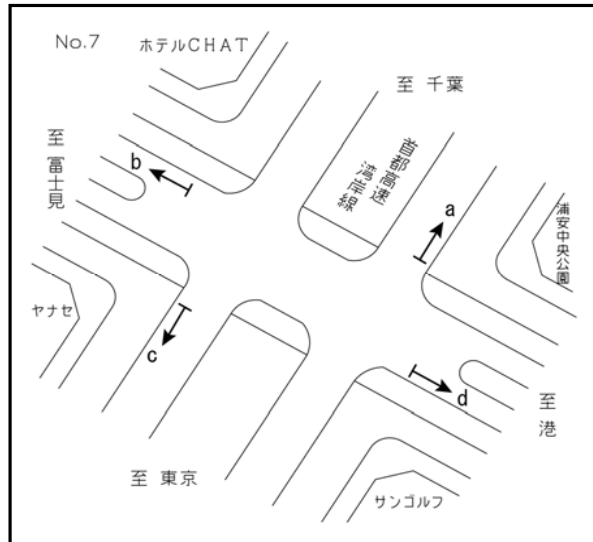 No.7
ホテルCHAT
至 千葉
首都高速
湾岸線
至 富士見
b
a
浦安中央公園
ヤナセ
c
d
至 港
至 東京
サンゴルフ